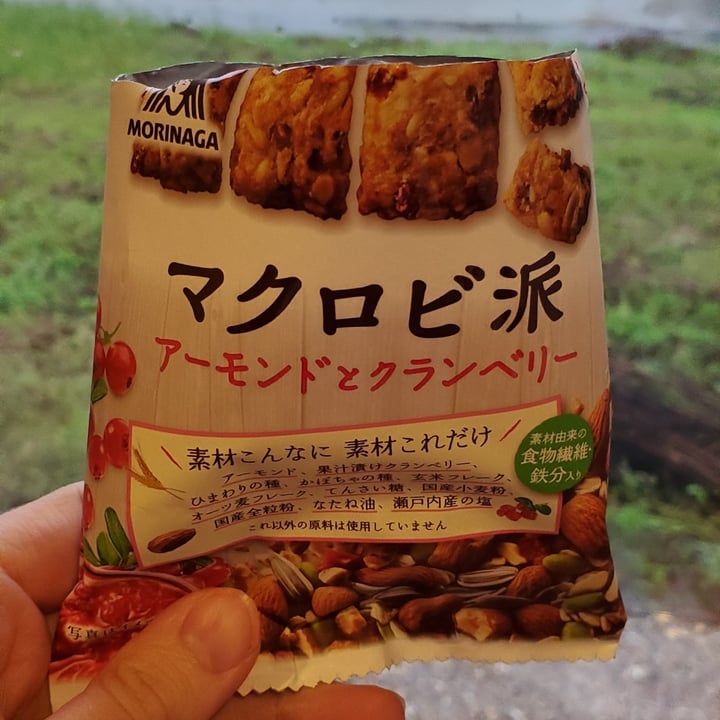 MORINAGA
マクロビ派
アーモンドとクランベリー
素材こんなに 素材これだけ
アーモンド、果汁漬けクランベリー、
ひまわりの種、かぼちゃの種、玄米フレーク、
オーツ麦フレーク、てんさい糖、国産小麦粉、
国産全粒粉、なたね油、瀬戸内産の塩
これ以外の原料は使用していません
素材由来の
食物繊維・
鉄分入り
写真は